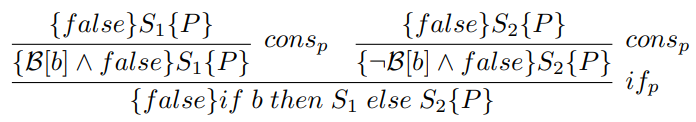 {false}S₁{P} {false}S₂{P}
{ℬ[b] ∧ false}S₁{P} cons_p {¬ℬ[b] ∧ false}S₂{P} cons_p
{false}if b then S₁ else S₂{P} if_p